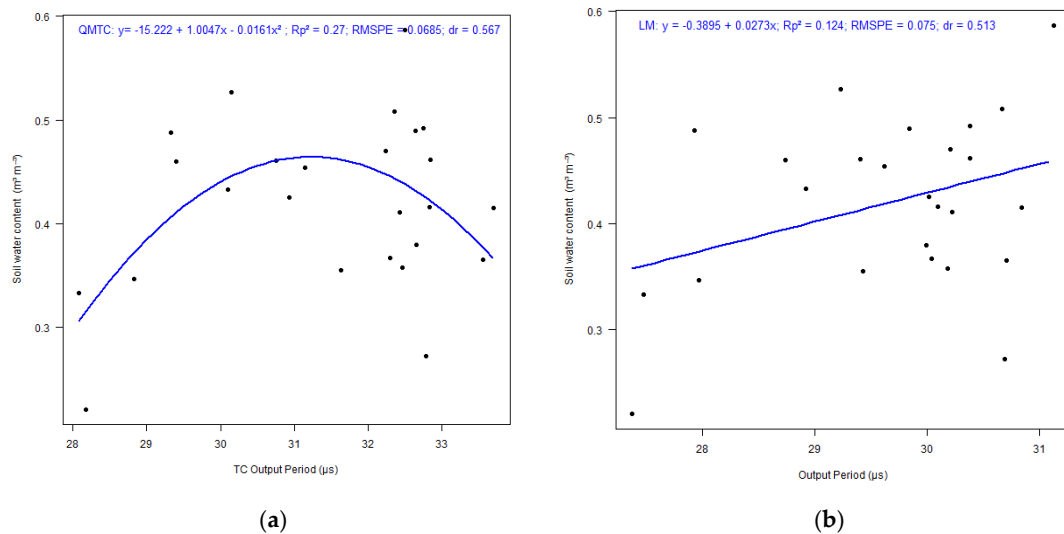 QMTC: y= -15.222 + 1.0047x - 0.0161x² ; Rp² = 0.27; RMSPE = 0.0685; dr = 0.567
0.6
0.5
0.4
0.3
Soil water content (m³ m⁻³)
28 29 30 31 32 33
TC Output Period (µs)
(a)
LM: y = -0.3895 + 0.0273x; Rp² = 0.124; RMSPE = 0.075; dr = 0.513
0.6
0.5
0.4
0.3
Soil water content (m³ m⁻³)
28 29 30 31
Output Period (µs)
(b)